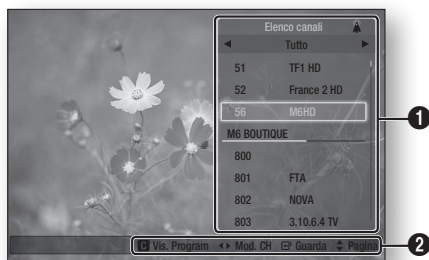 Elenco canali
◄ Tutto ►
51 TF1 HD
52 France 2 HD
56 M6HD
M6 BOUTIQUE
800
801 FTA
802 NOVA
803 3.10.6.4 TV
1
C Vis. Program ◄► Mod. CH Guarda Pagina
2